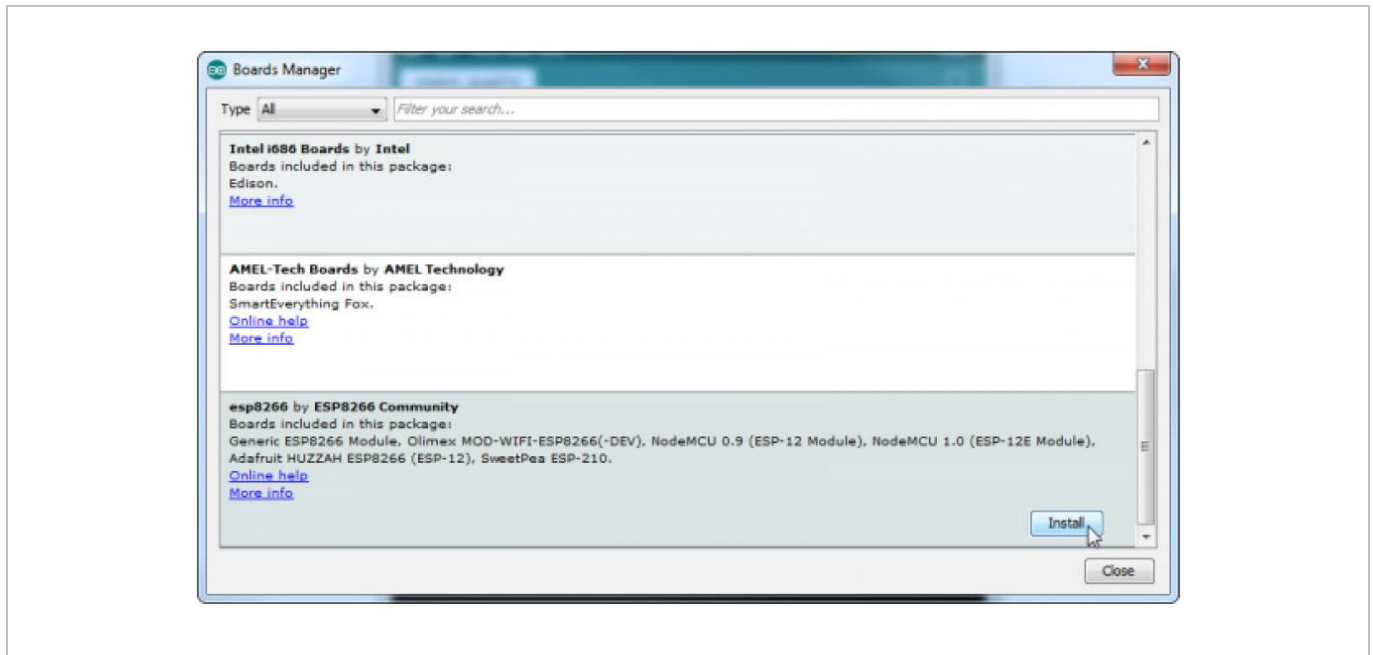 Boards Manager
Type All Filter your search...
Intel i686 Boards by Intel
Boards included in this package:
Edison.
More info
AMEL-Tech Boards by AMEL Technology
Boards included in this package:
SmartEverything Fox.
Online help
More info
esp8266 by ESP8266 Community
Boards included in this package:
Generic ESP8266 Module, Olimex MOD-WIFI-ESP8266(-DEV), NodeMCU 0.9 (ESP-12 Module), NodeMCU 1.0 (ESP-12E Module),
Adafruit HUZZAH ESP8266 (ESP-12), SweetPea ESP-210.
Online help
More info
Install
Close